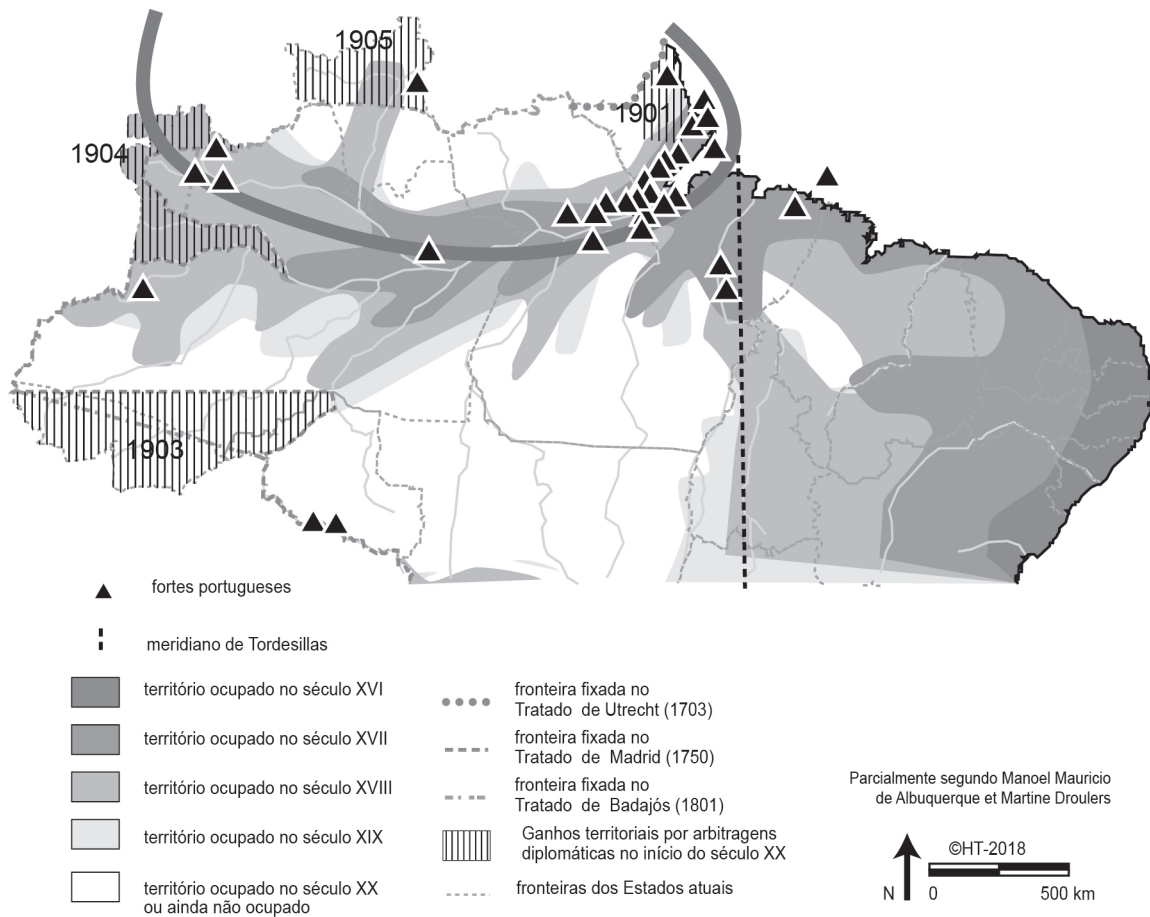 1905
1901
1904
1903
fortes portugueses
meridiano de Tordesillas
território ocupado no século XVI
território ocupado no século XVII
território ocupado no século XVIII
território ocupado no século XIX
território ocupado no século XX
ou ainda não ocupado
fronteira fixada no
Tratado de Utrecht (1703)
fronteira fixada no
Tratado de Madrid (1750)
fronteira fixada no
Tratado de Badajós (1801)
Ganhos territoriais por arbitragens
diplomáticas no início do século XX
fronteiras dos Estados atuais
Parcialmente segundo Manoel Mauricio
de Albuquerque et Martine Droulers
©HT-2018
N
0 500 km